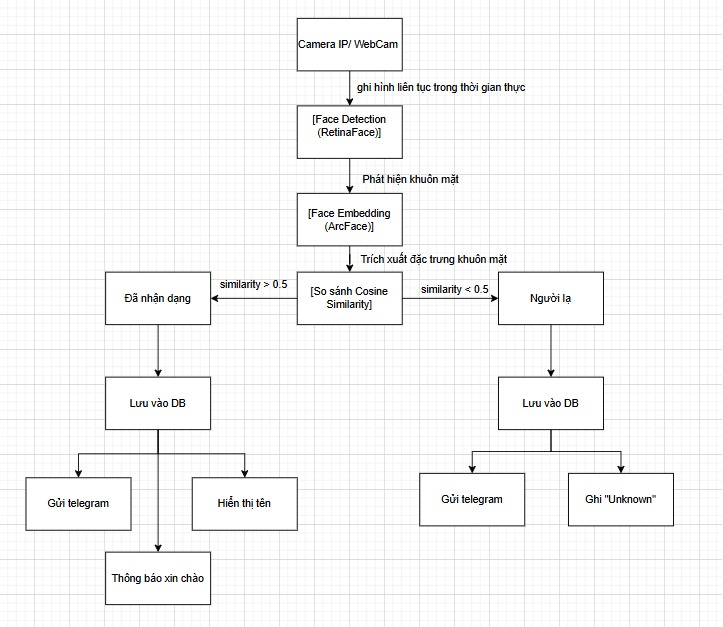 Camera IP/ WebCam
ghi hình liên tục trong thời gian thực
[Face Detection
(RetinaFace)]
Phát hiện khuôn mặt
[Face Embedding
(ArcFace)]
Trích xuất đặc trưng khuôn mặt
Đã nhận dạng
similarity > 0.5
[So sánh Cosine
Similarity]
similarity < 0.5
Người lạ
Lưu vào DB
Lưu vào DB
Gửi telegram
Hiển thị tên
Gửi telegram
Ghi "Unknown"
Thông báo xin chào